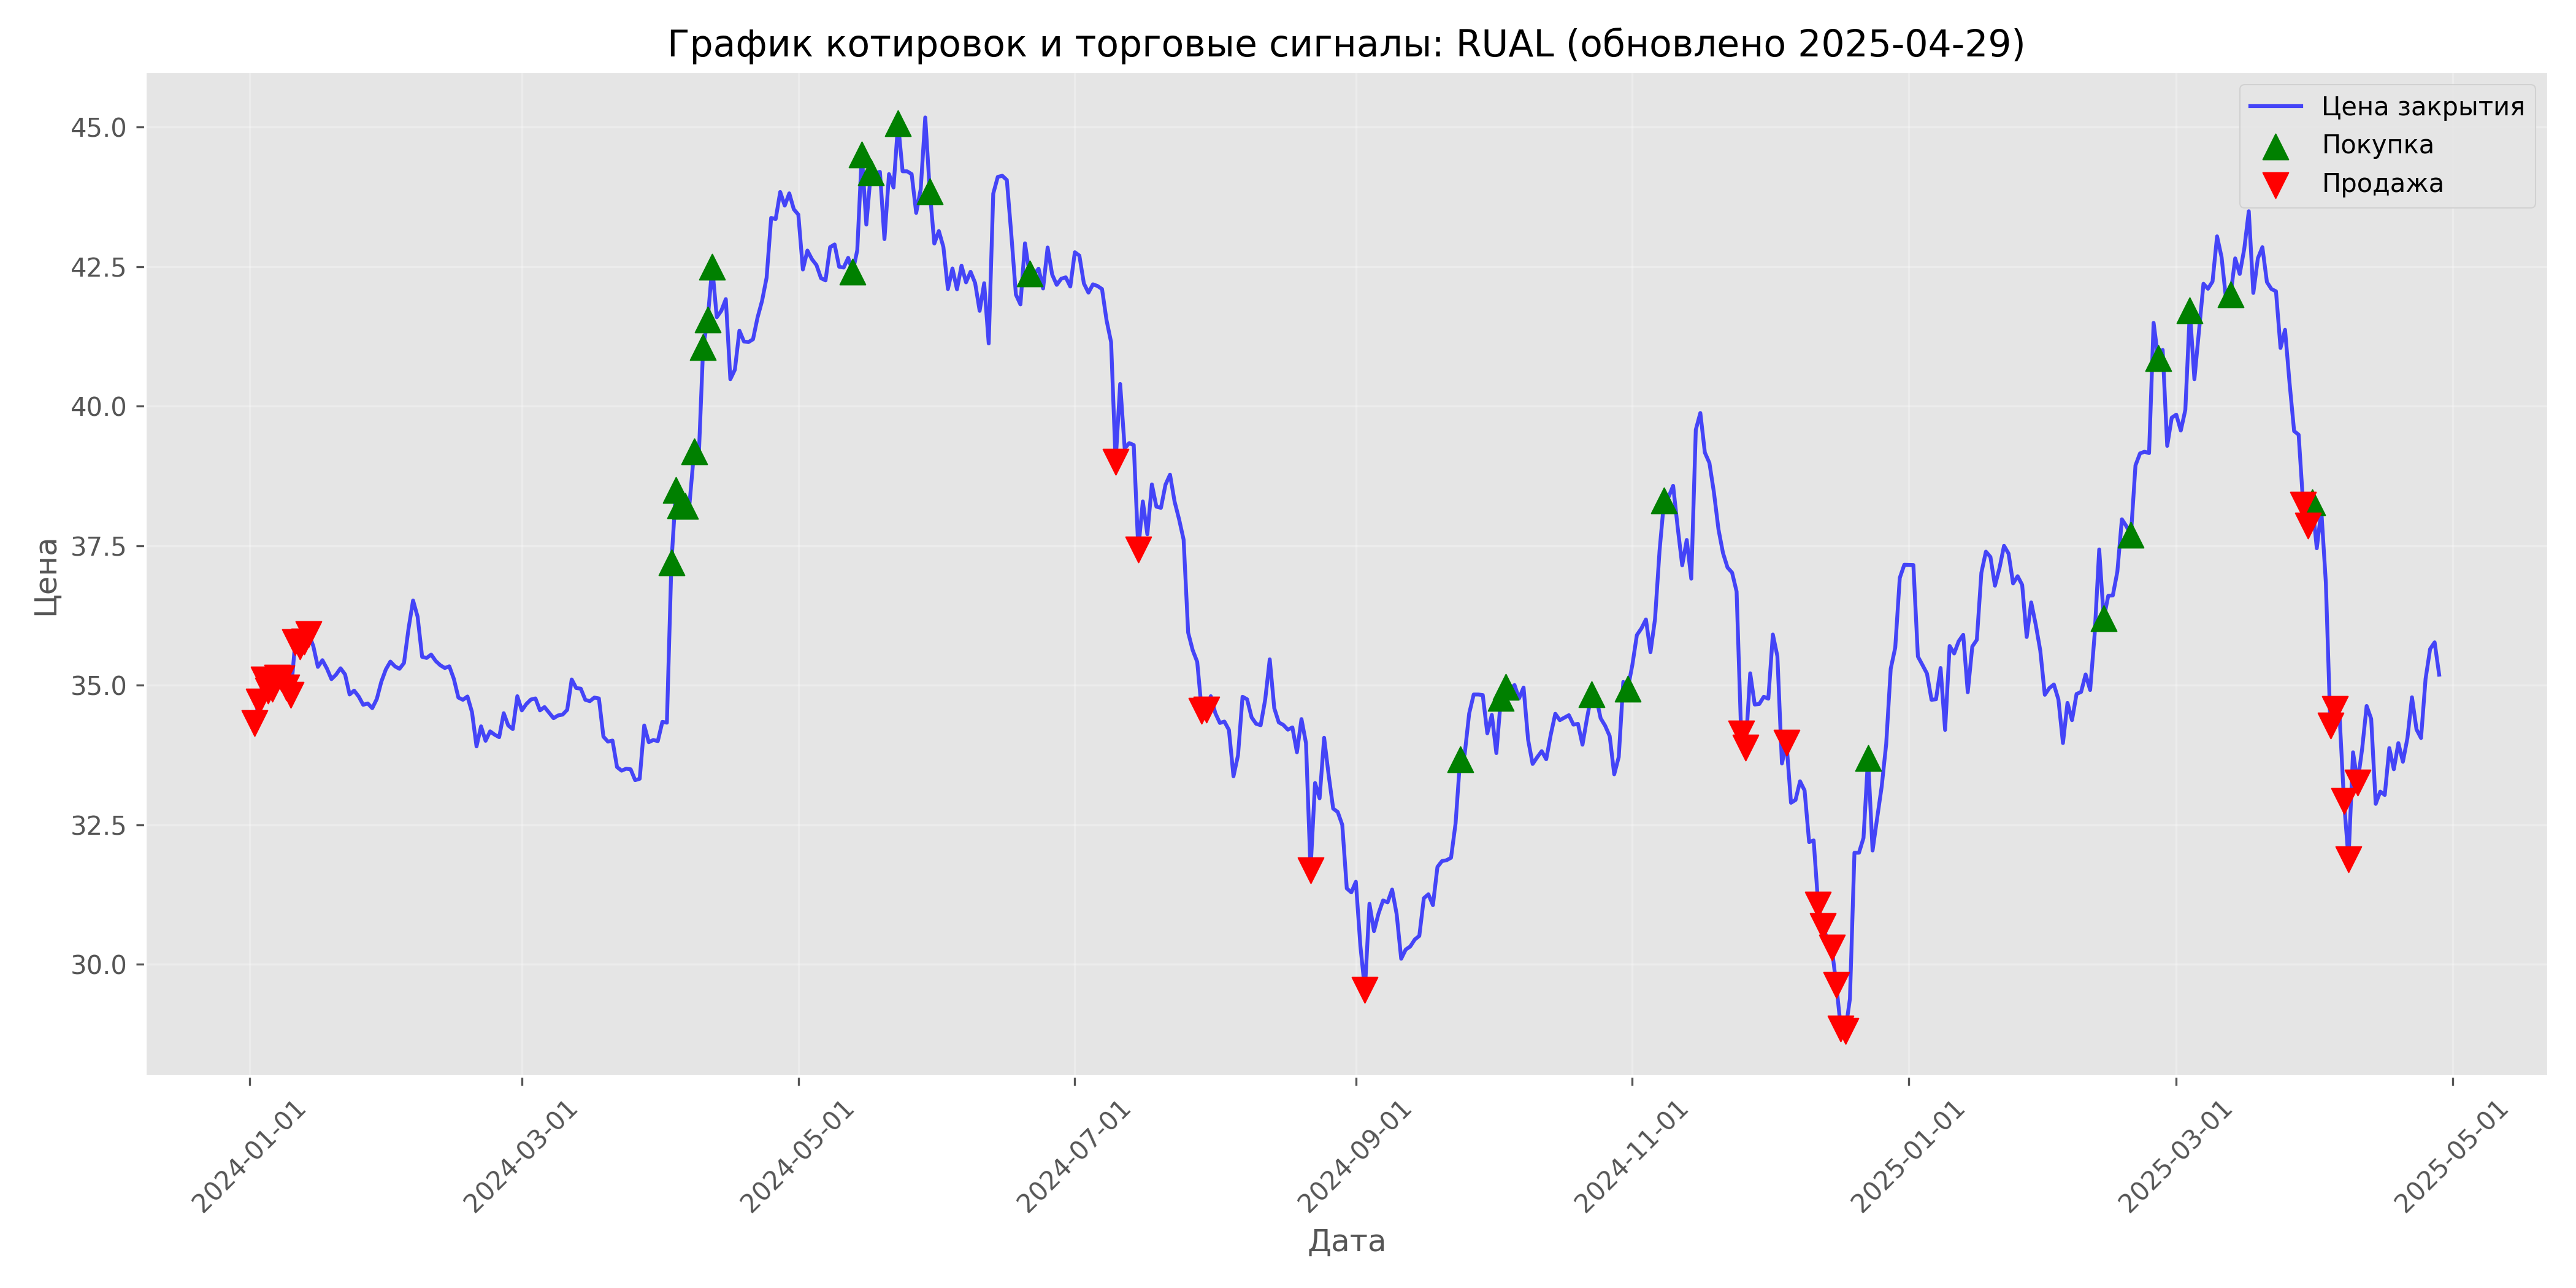 График котировок и торговые сигналы: RUAL (обновлено 2025-04-29)
Цена закрытия
Покупка
Продажа
Цена
45.0
42.5
40.0
37.5
35.0
32.5
30.0
2024-01-01
2024-03-01
2024-05-01
2024-07-01
2024-09-01
2024-11-01
2025-01-01
2025-03-01
2025-05-01
Дата